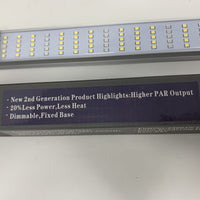 · New 2nd Generation Product Highlights:Higher PAR Output
· 20%Less Power,Less Heat
· Dimmable,Fixed Base